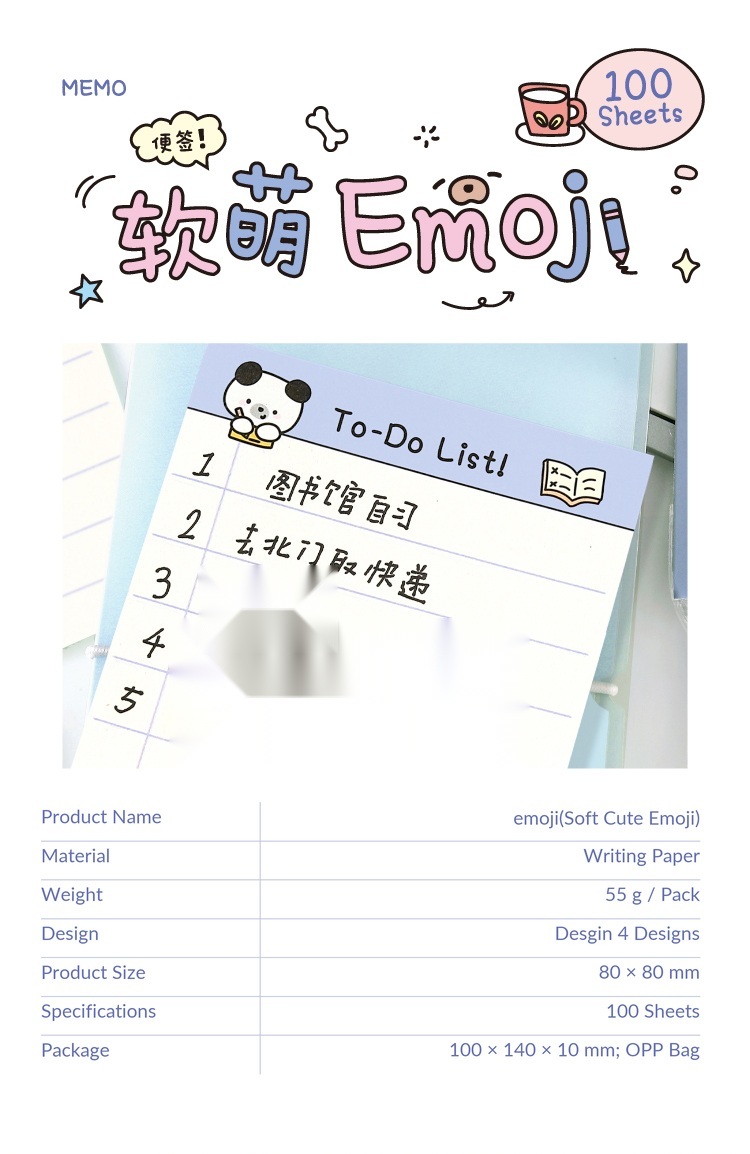 MEMO
100
Sheets
便签!
软萌 Emoji
To-Do List!
1 图书馆自习
2 去北门取快递
3
4
5
Product Name emoji(Soft Cute Emoji)
Material Writing Paper
Weight 55 g / Pack
Design Desgin 4 Designs
Product Size 80 × 80 mm
Specifications 100 Sheets
Package 100 × 140 × 10 mm; OPP Bag